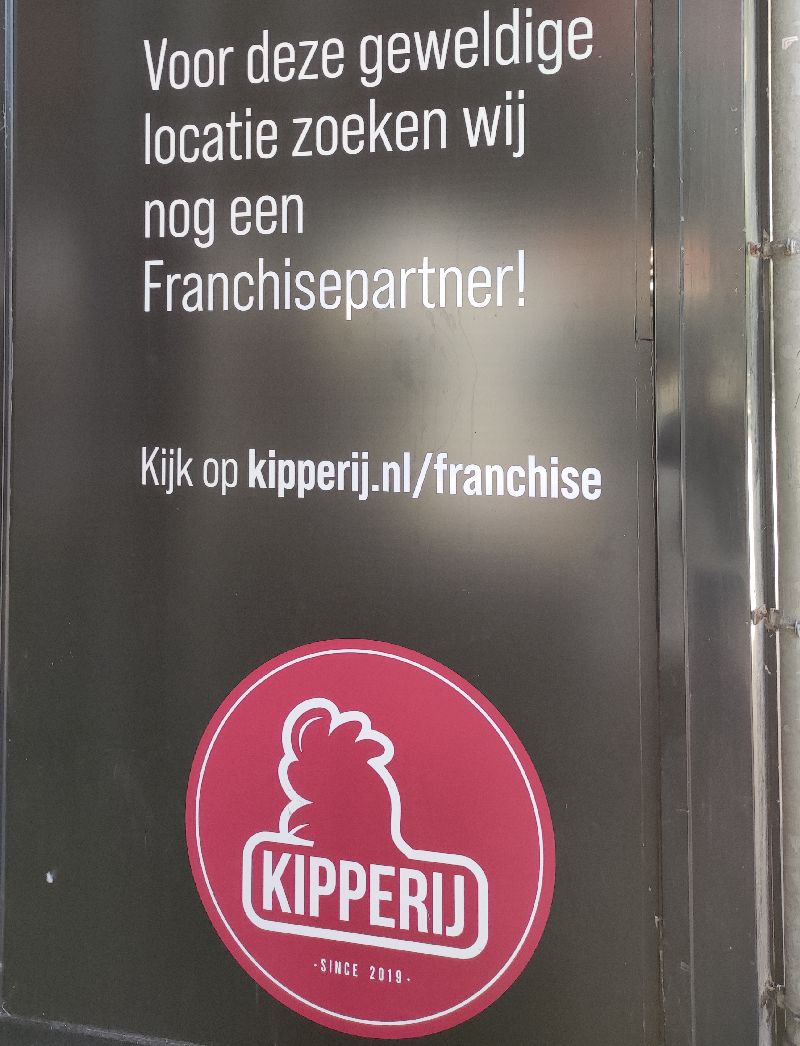 Voor deze geweldige
locatie zoeken wij
nog een
Franchisepartner!
Kijk op kipperij.nl/franchise
KIPPERIJ
-SINCE 2019-